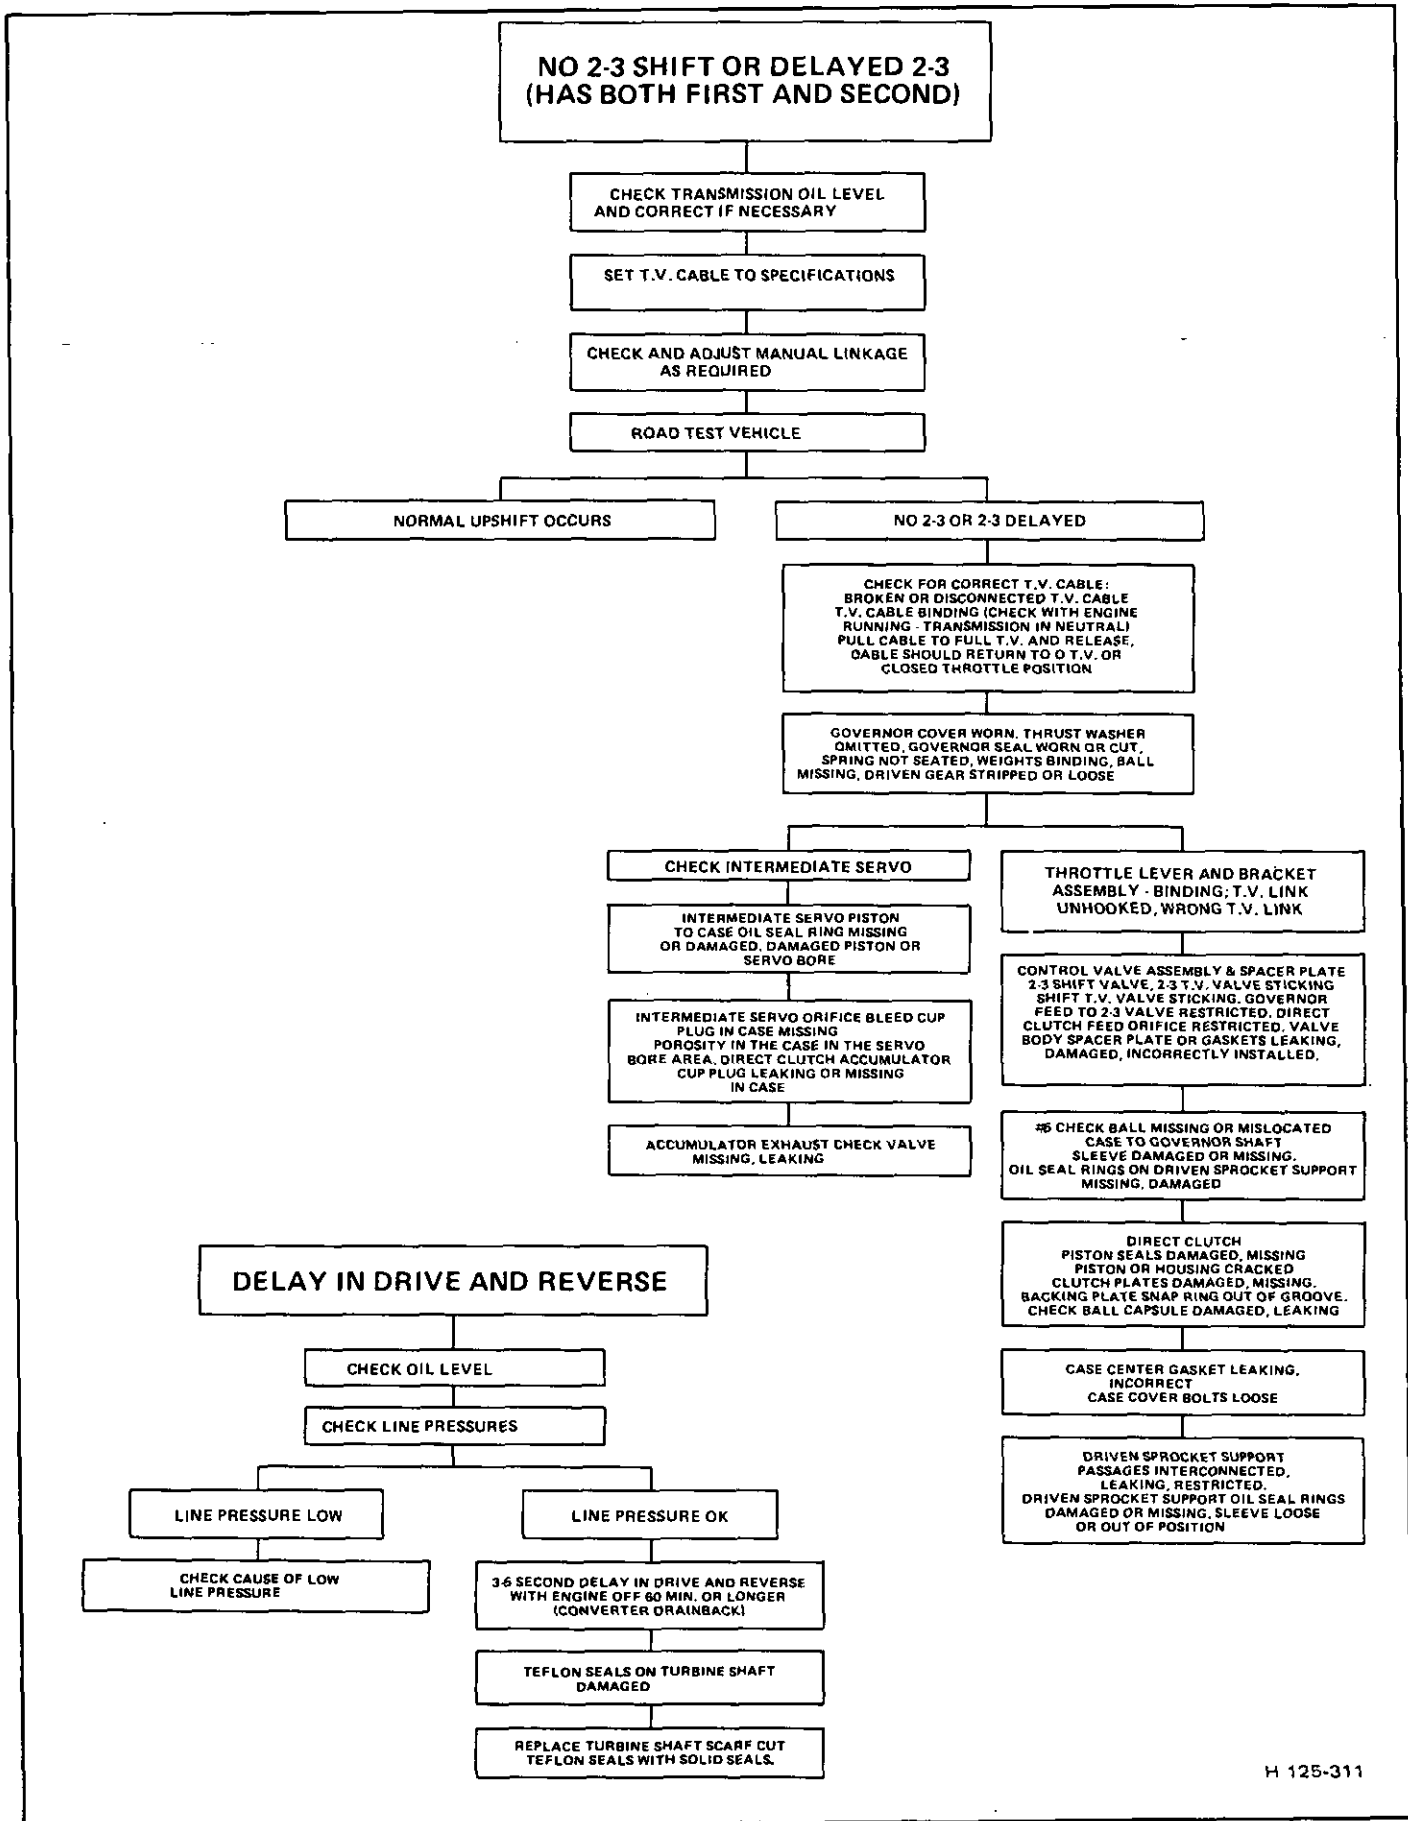 NO 2-3 SHIFT OR DELAYED 2-3
(HAS BOTH FIRST AND SECOND)
CHECK TRANSMISSION OIL LEVEL
AND CORRECT IF NECESSARY
SET T.V. CABLE TO SPECIFICATIONS
CHECK AND ADJUST MANUAL LINKAGE
AS REQUIRED
ROAD TEST VEHICLE
NORMAL UPSHIFT OCCURS
NO 2-3 OR 2-3 DELAYED
CHECK FOR CORRECT T.V. CABLE:
BROKEN OR DISCONNECTED T.V. CABLE
T.V. CABLE BINDING (CHECK WITH ENGINE
RUNNING - TRANSMISSION IN NEUTRAL)
PULL CABLE TO FULL T.V. AND RELEASE,
CABLE SHOULD RETURN TO O T.V. OR
CLOSED THROTTLE POSITION
GOVERNOR COVER WORN. THRUST WASHER
OMITTED, GOVERNOR SEAL WORN OR CUT,
SPRING NOT SEATED, WEIGHTS BINDING, BALL
MISSING, DRIVEN GEAR STRIPPED OR LOOSE
CHECK INTERMEDIATE SERVO
INTERMEDIATE SERVO PISTON
TO CASE OIL SEAL RING MISSING
OR DAMAGED. DAMAGED PISTON OR
SERVO BORE
INTERMEDIATE SERVO ORIFICE BLEED CUP
PLUG IN CASE MISSING
POROSITY IN THE CASE IN THE SERVO
BORE AREA. DIRECT CLUTCH ACCUMULATOR
CUP PLUG LEAKING OR MISSING
IN CASE
ACCUMULATOR EXHAUST CHECK VALVE
MISSING, LEAKING
THROTTLE LEVER AND BRACKET
ASSEMBLY - BINDING; T.V. LINK
UNHOOKED, WRONG T.V. LINK
CONTROL VALVE ASSEMBLY & SPACER PLATE
2-3 SHIFT VALVE, 2-3 T.V. VALVE STICKING
SHIFT T.V. VALVE STICKING. GOVERNOR
FEED TO 2-3 VALVE RESTRICTED. DIRECT
CLUTCH FEED ORIFICE RESTRICTED. VALVE
BODY SPACER PLATE OR GASKETS LEAKING,
DAMAGED, INCORRECTLY INSTALLED.
#6 CHECK BALL MISSING OR MISLOCATED
CASE TO GOVERNOR SHAFT
SLEEVE DAMAGED OR MISSING.
OIL SEAL RINGS ON DRIVEN SPROCKET SUPPORT
MISSING, DAMAGED
DIRECT CLUTCH
PISTON SEALS DAMAGED, MISSING
PISTON OR HOUSING CRACKED
CLUTCH PLATES DAMAGED, MISSING.
BACKING PLATE SNAP RING OUT OF GROOVE.
CHECK BALL CAPSULE DAMAGED, LEAKING
CASE CENTER GASKET LEAKING,
INCORRECT
CASE COVER BOLTS LOOSE
DRIVEN SPROCKET SUPPORT
PASSAGES INTERCONNECTED,
LEAKING, RESTRICTED.
DRIVEN SPROCKET SUPPORT OIL SEAL RINGS
DAMAGED OR MISSING. SLEEVE LOOSE
OR OUT OF POSITION
DELAY IN DRIVE AND REVERSE
CHECK OIL LEVEL
CHECK LINE PRESSURES
LINE PRESSURE LOW
CHECK CAUSE OF LOW
LINE PRESSURE
LINE PRESSURE OK
3-6 SECOND DELAY IN DRIVE AND REVERSE
WITH ENGINE OFF 60 MIN. OR LONGER
(CONVERTER DRAINBACK)
TEFLON SEALS ON TURBINE SHAFT
DAMAGED
REPLACE TURBINE SHAFT SCARF CUT
TEFLON SEALS WITH SOLID SEALS.
H 125-311